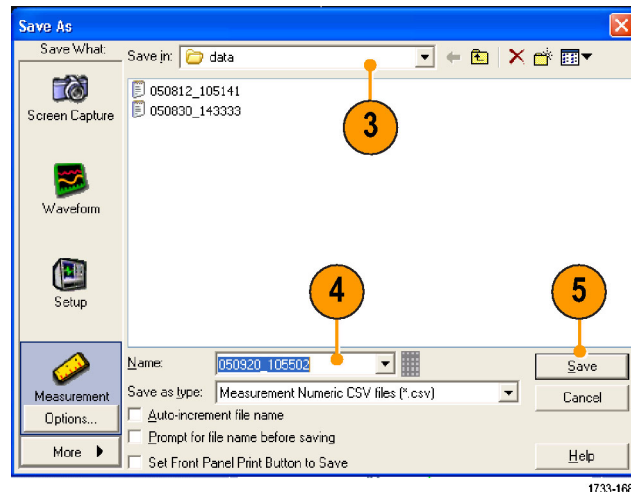 Save As
Save What:
Save in: data
050812_105141
050830_143333
3
Screen Capture
Waveform
Setup
4
5
Name: 050920_105502
Save
Measurement
Save as type: Measurement Numeric CSV files (*.csv)
Cancel
Options...
Auto-increment file name
Prompt for file name before saving
More
Set Front Panel Print Button to Save
Help
1733-168